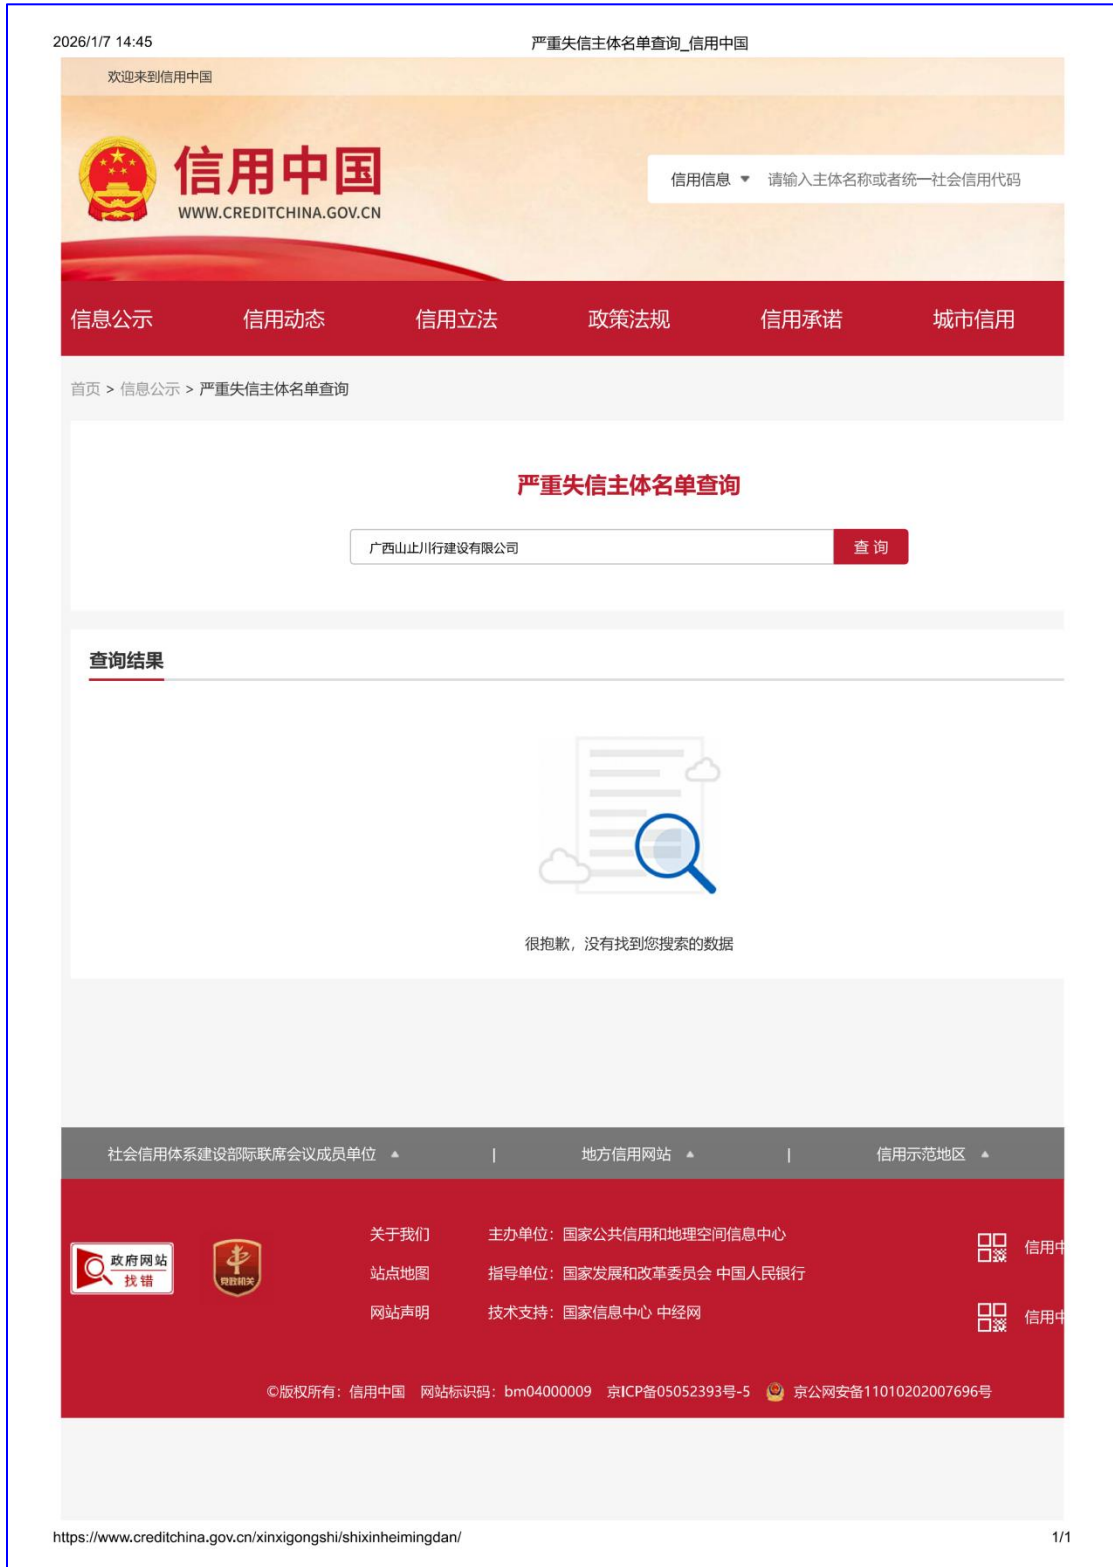 2026/1/7 14:45 严重失信主体名单查询_信用中国
欢迎来到信用中国
信用中国
WWW.CREDITCHINA.GOV.CN
信用信息 请输入主体名称或者统一社会信用代码
信息公示 信用动态 信用立法 政策法规 信用承诺 城市信用
首页 > 信息公示 > 严重失信主体名单查询
严重失信主体名单查询
广西山止川行建设有限公司 查 询
查询结果
很抱歉，没有找到您搜索的数据
社会信用体系建设部际联席会议成员单位 | 地方信用网站 | 信用示范地区
政府网站
找错
党政机关
关于我们 主办单位：国家公共信用和地理空间信息中心 信用中
站点地图 指导单位：国家发展和改革委员会 中国人民银行
网站声明 技术支持：国家信息中心 中经网 信用中
©版权所有：信用中国 网站标识码：bm04000009 京ICP备05052393号-5 京公网安备11010202007696号
https://www.creditchina.gov.cn/xinxigongshi/shixinheimingdan/ 1/1